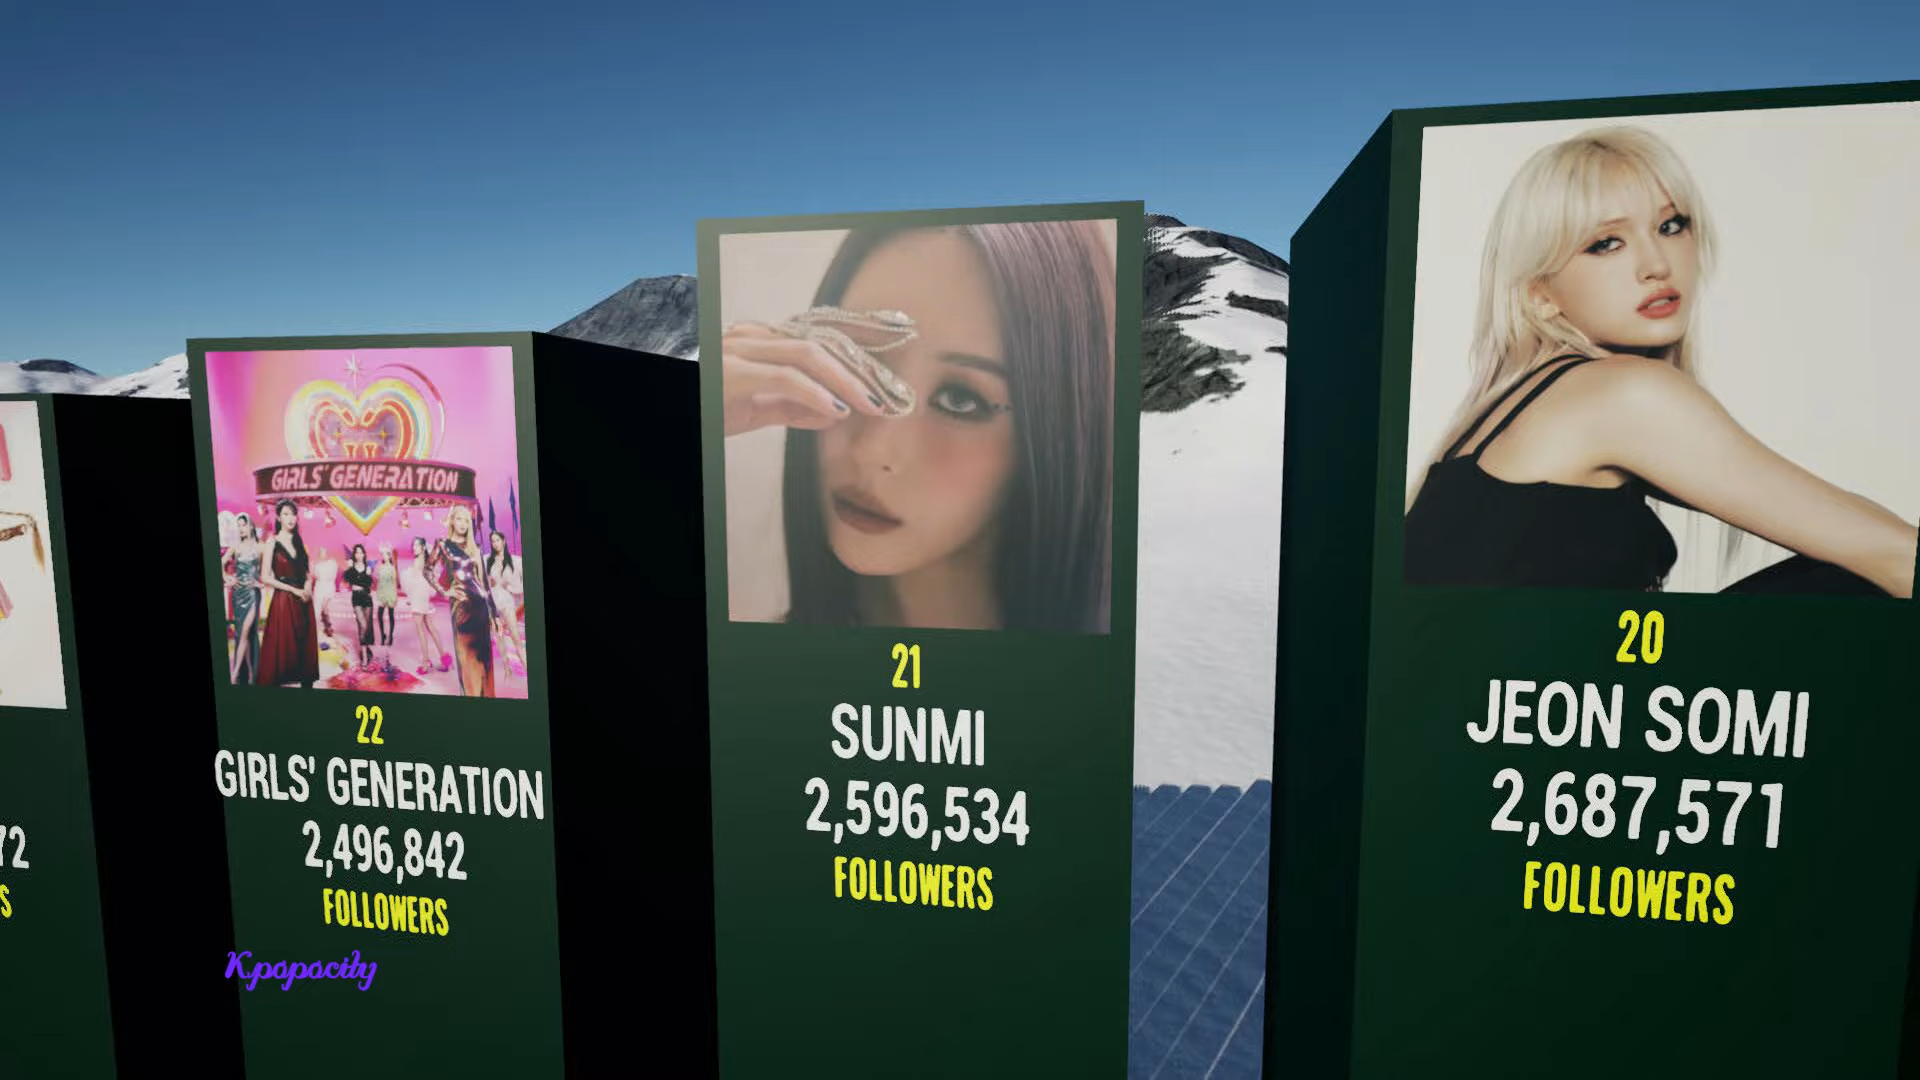 GIRLS' GENERATION
22
GIRLS' GENERATION
2,496,842
FOLLOWERS
Kpopocity
21
SUNMI
2,596,534
FOLLOWERS
20
JEON SOMI
2,687,571
FOLLOWERS